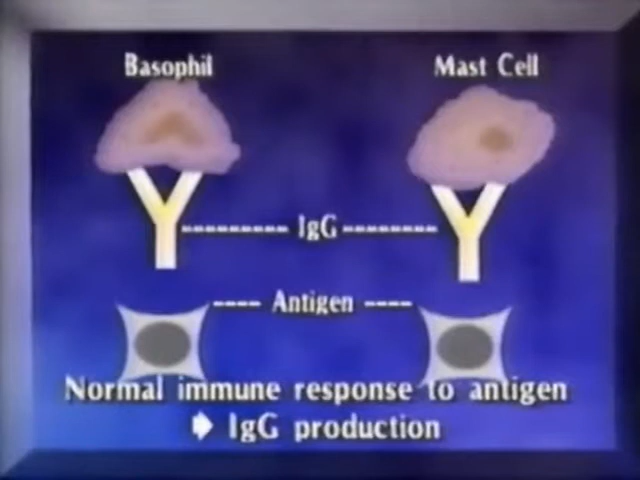 Basophil
Mast Cell
IgG
Antigen
Normal immune response to antigen
➧ IgG production